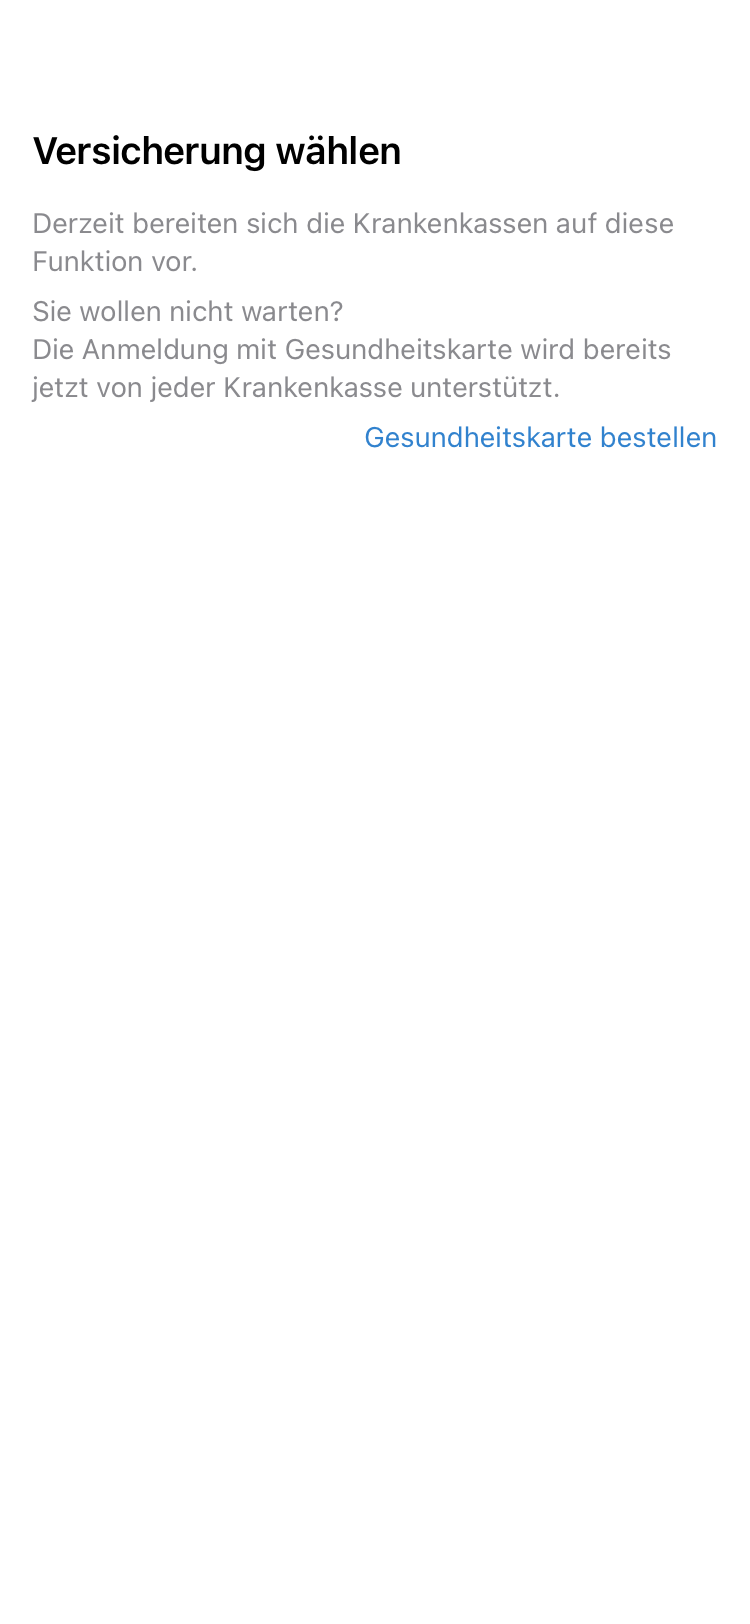 Versicherung wählen
Derzeit bereiten sich die Krankenkassen auf diese
Funktion vor.
Sie wollen nicht warten?
Die Anmeldung mit Gesundheitskarte wird bereits
jetzt von jeder Krankenkasse unterstützt.
Gesundheitskarte bestellen